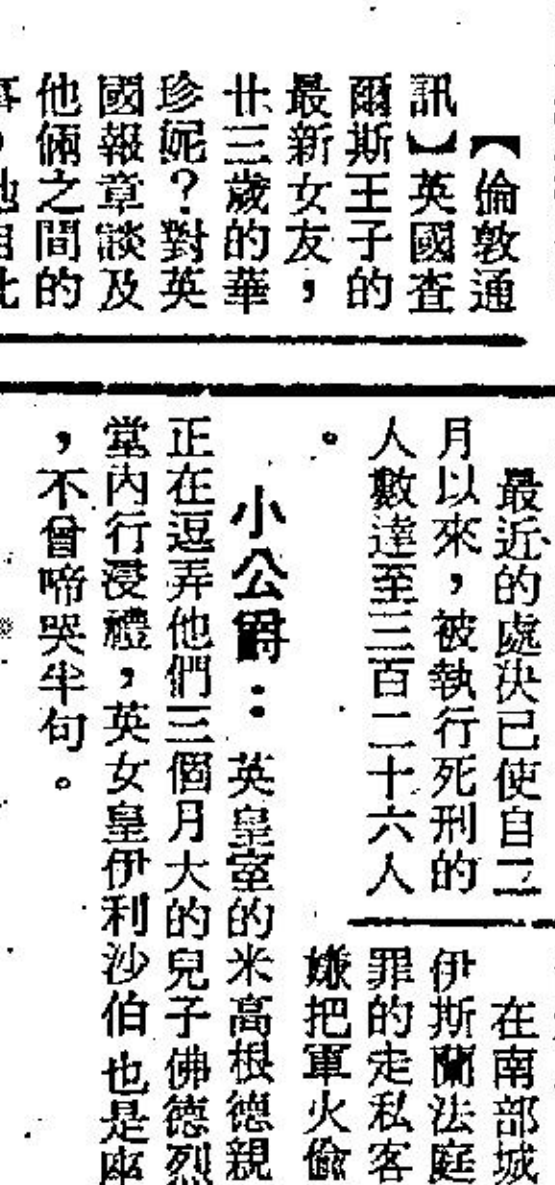 【倫敦通
訊】英國查
爾斯王子的
最新女友，
廿三歲的華
珍妮？對英
國報章談及
他倆之間的
最近的處決已使自二
月以來，被執行死刑的
人數達至三百二十六人
。
小公爵：英皇室的米高根德親
正在逗弄他們三個月大的兒子佛德烈
堂內行浸禮，英女皇伊利沙伯也是座
，不曾啼哭半句。
在南部城
伊斯蘭法庭
罪的走私客
嫌把軍火偷